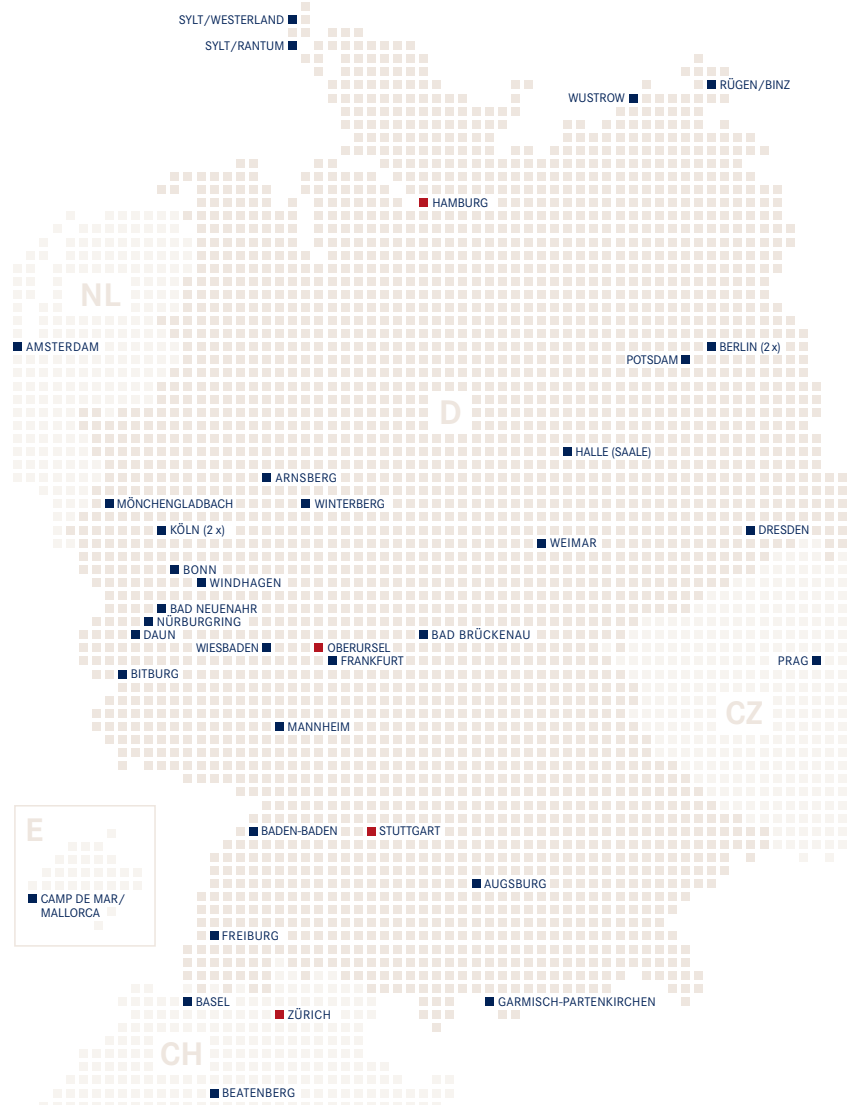 SYLT/WESTERLAND
SYLT/RANTUM
RÜGEN/BINZ
WUSTROW
HAMBURG
NL
AMSTERDAM
BERLIN (2x)
POTSDAM
D
HALLE (SAALE)
ARNSBERG
MÖNCHENGLADBACH
WINTERBERG
KÖLN (2 x)
DRESDEN
WEIMAR
BONN
WINDHAGEN
BAD NEUENAHR
NÜRBURGRING
DAUN
BAD BRÜCKENAU
WIESBADEN
OBERURSEL
FRANKFURT
PRAG
BITBURG
CZ
MANNHEIM
E
BADEN-BADEN
STUTTGART
AUGSBURG
CAMP DE MAR/
MALLORCA
FREIBURG
BASEL
GARMISCH-PARTENKIRCHEN
ZÜRICH
CH
BEATENBERG